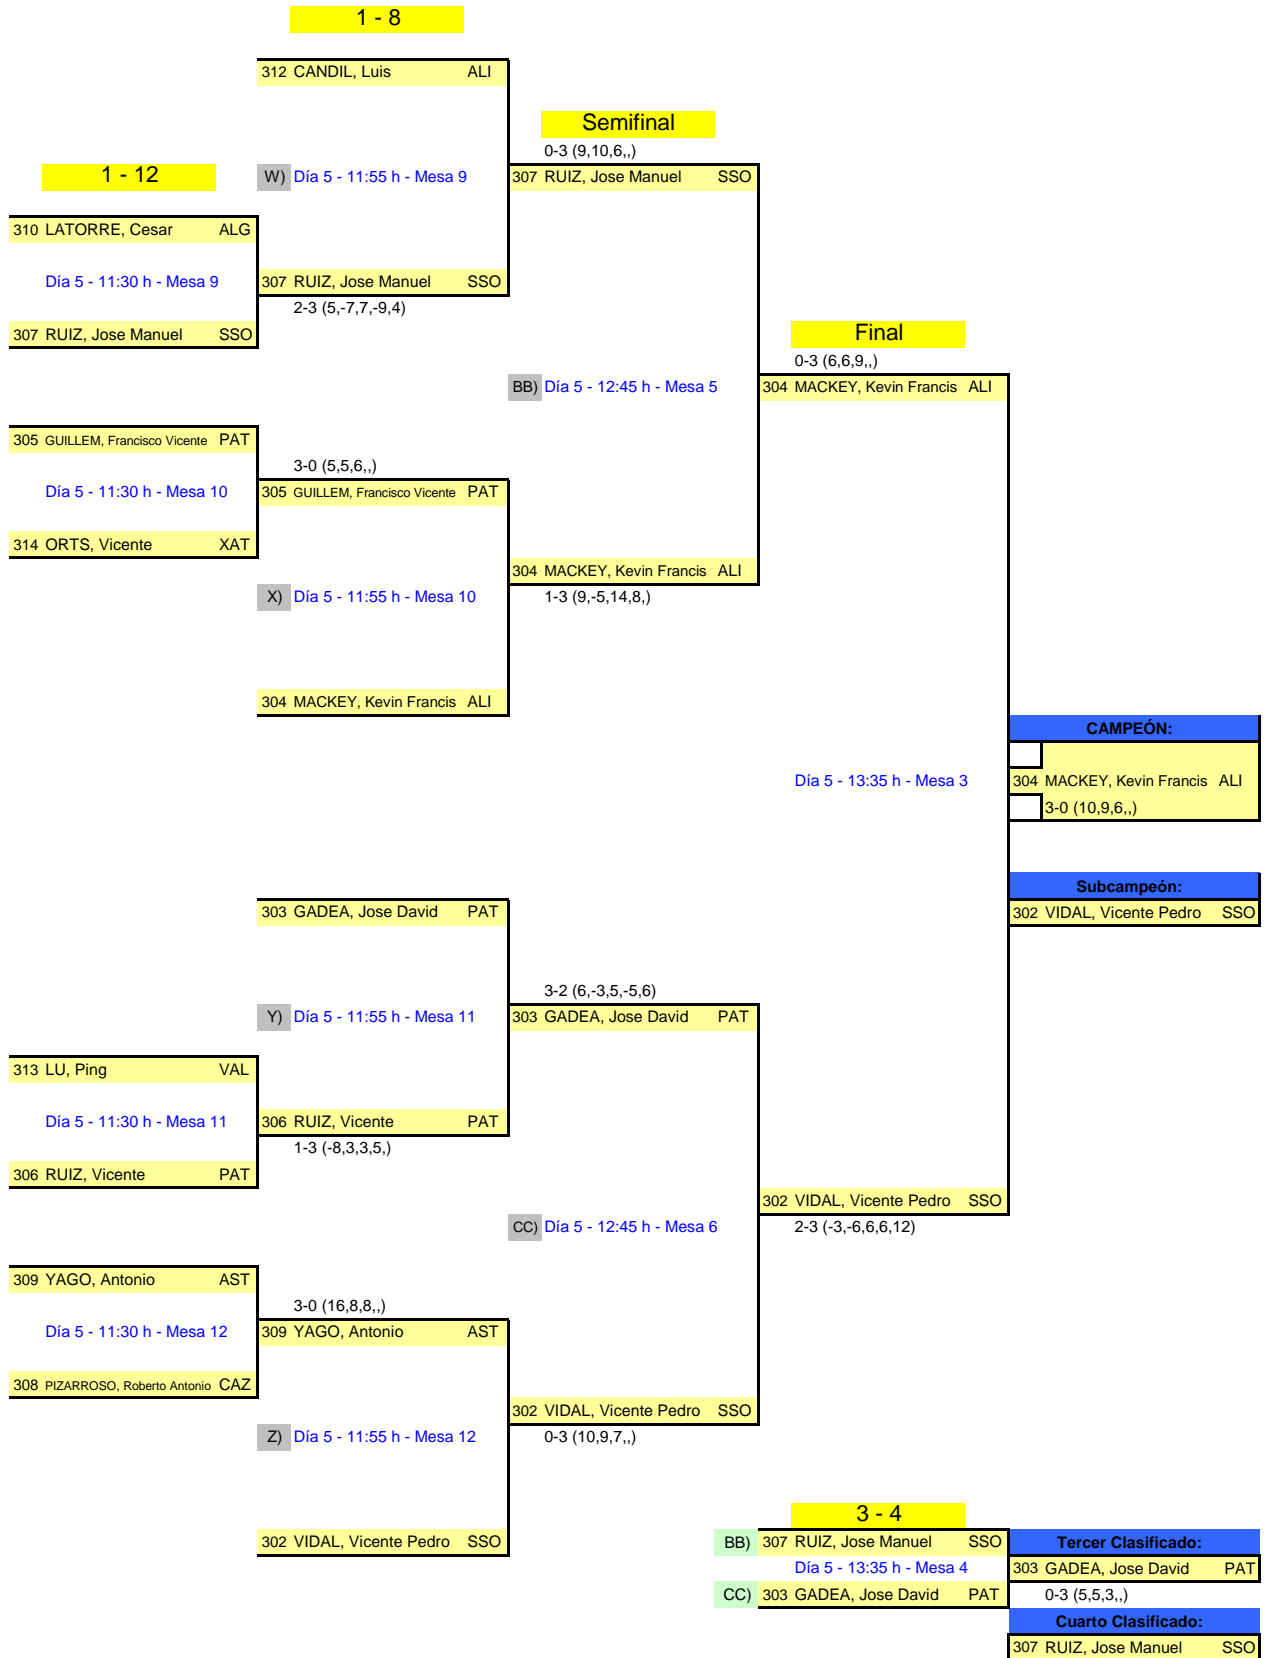 1 - 8
312 CANDIL, Luis ALI
Semifinal
0-3 (9,10,6,,)
1 - 12
W) Día 5 - 11:55 h - Mesa 9
307 RUIZ, Jose Manuel SSO
310 LATORRE, Cesar ALG
Día 5 - 11:30 h - Mesa 9
307 RUIZ, Jose Manuel SSO
2-3 (5,-7,7,-9,4)
307 RUIZ, Jose Manuel SSO
Final
0-3 (6,6,9,,)
BB) Día 5 - 12:45 h - Mesa 5
304 MACKEY, Kevin Francis ALI
305 GUILLEM, Francisco Vicente PAT
3-0 (5,5,6,,)
Día 5 - 11:30 h - Mesa 10
305 GUILLEM, Francisco Vicente PAT
314 ORTS, Vicente XAT
304 MACKEY, Kevin Francis ALI
X) Día 5 - 11:55 h - Mesa 10
1-3 (9,-5,14,8,)
304 MACKEY, Kevin Francis ALI
CAMPEÓN:
Día 5 - 13:35 h - Mesa 3
304 MACKEY, Kevin Francis ALI
3-0 (10,9,6,,)
Subcampeón:
303 GADEA, Jose David PAT
302 VIDAL, Vicente Pedro SSO
3-2 (6,-3,5,-5,6)
Y) Día 5 - 11:55 h - Mesa 11
303 GADEA, Jose David PAT
313 LU, Ping VAL
Día 5 - 11:30 h - Mesa 11
306 RUIZ, Vicente PAT
1-3 (-8,3,3,5,)
306 RUIZ, Vicente PAT
302 VIDAL, Vicente Pedro SSO
CC) Día 5 - 12:45 h - Mesa 6
2-3 (-3,-6,6,6,12)
309 YAGO, Antonio AST
3-0 (16,8,8,,)
Día 5 - 11:30 h - Mesa 12
309 YAGO, Antonio AST
308 PIZARROSO, Roberto Antonio CAZ
302 VIDAL, Vicente Pedro SSO
Z) Día 5 - 11:55 h - Mesa 12
0-3 (10,9,7,,)
3 - 4
302 VIDAL, Vicente Pedro SSO
BB) 307 RUIZ, Jose Manuel SSO
Tercer Clasificado:
Día 5 - 13:35 h - Mesa 4
303 GADEA, Jose David PAT
CC) 303 GADEA, Jose David PAT
0-3 (5,5,3,,)
Cuarto Clasificado:
307 RUIZ, Jose Manuel SSO